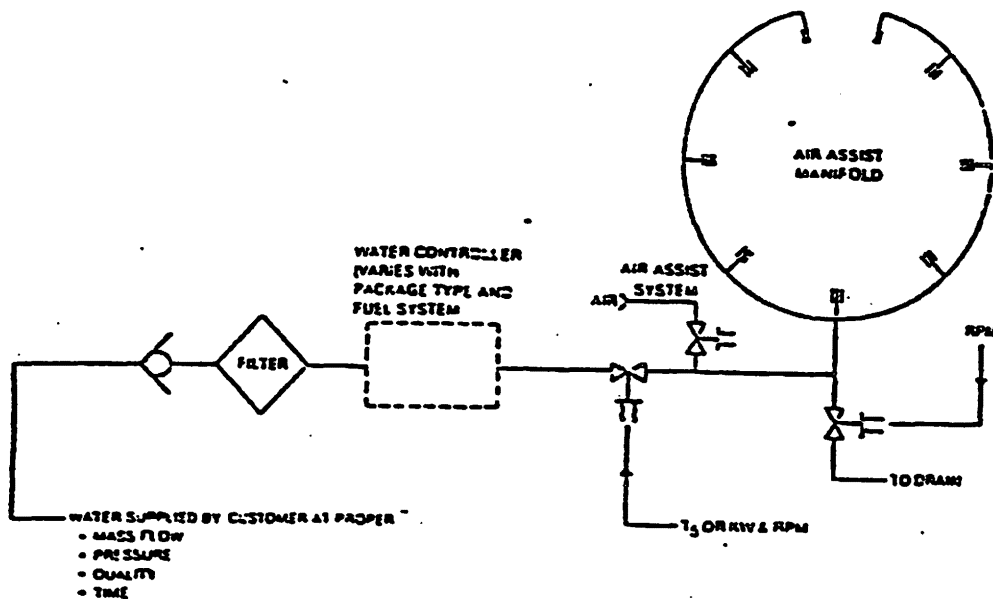 AIR ASSIST
MANIFOLD
WATER CONTROLLER
(VARIES WITH
PACKAGE TYPE AND
FUEL SYSTEM
AIR ASSIST
SYSTEM
AIR
RPM
FILTER
TO DRAIN
WATER SUPPLIED BY CUSTOMER AT PROPER
• MASS FLOW
• PRESSURE
• QUALITY
• TIME
T5 OR KW & RPM